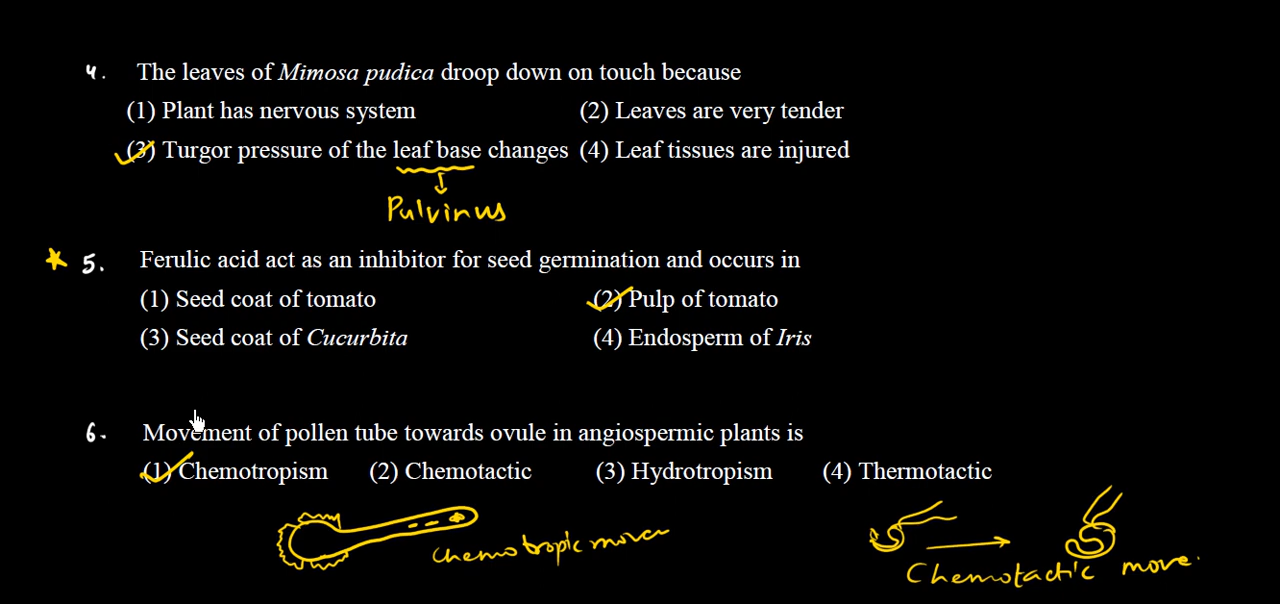 4. The leaves of Mimosa pudica droop down on touch because
(1) Plant has nervous system (2) Leaves are very tender
(3) Turgor pressure of the leaf base changes (4) Leaf tissues are injured
Pulvinus
5. Ferulic acid act as an inhibitor for seed germination and occurs in
(1) Seed coat of tomato (2) Pulp of tomato
(3) Seed coat of Cucurbita (4) Endosperm of Iris
6. Movement of pollen tube towards ovule in angiospermic plants is
(1) Chemotropism (2) Chemotactic (3) Hydrotropism (4) Thermotactic
chemotropic move
Chemotactic move.